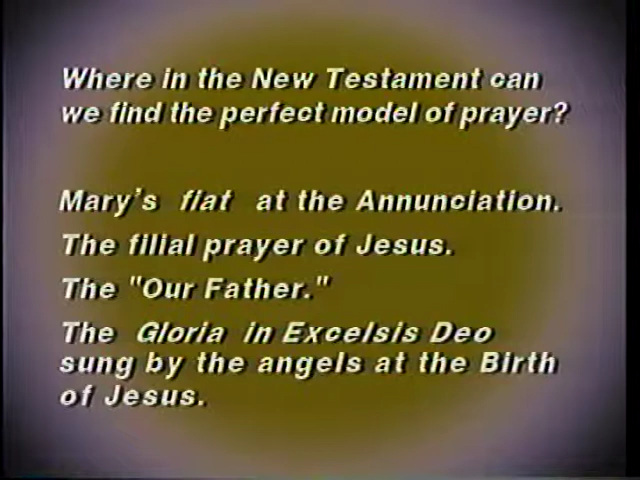 Where in the New Testament can
we find the perfect model of prayer?
Mary's fiat at the Annunciation.
The filial prayer of Jesus.
The "Our Father."
The Gloria in Excelsis Deo
sung by the angels at the Birth
of Jesus.